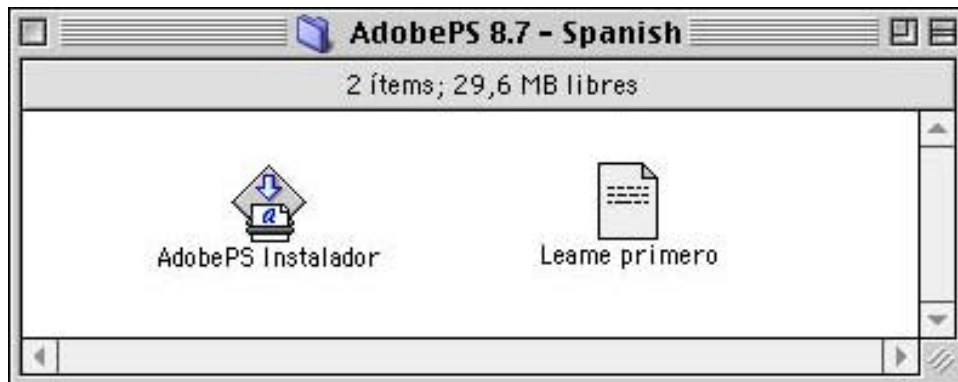 AdobePS 8.7 - Spanish
2 ítems; 29,6 MB libres
a
AdobePS Instalador
Leame primero